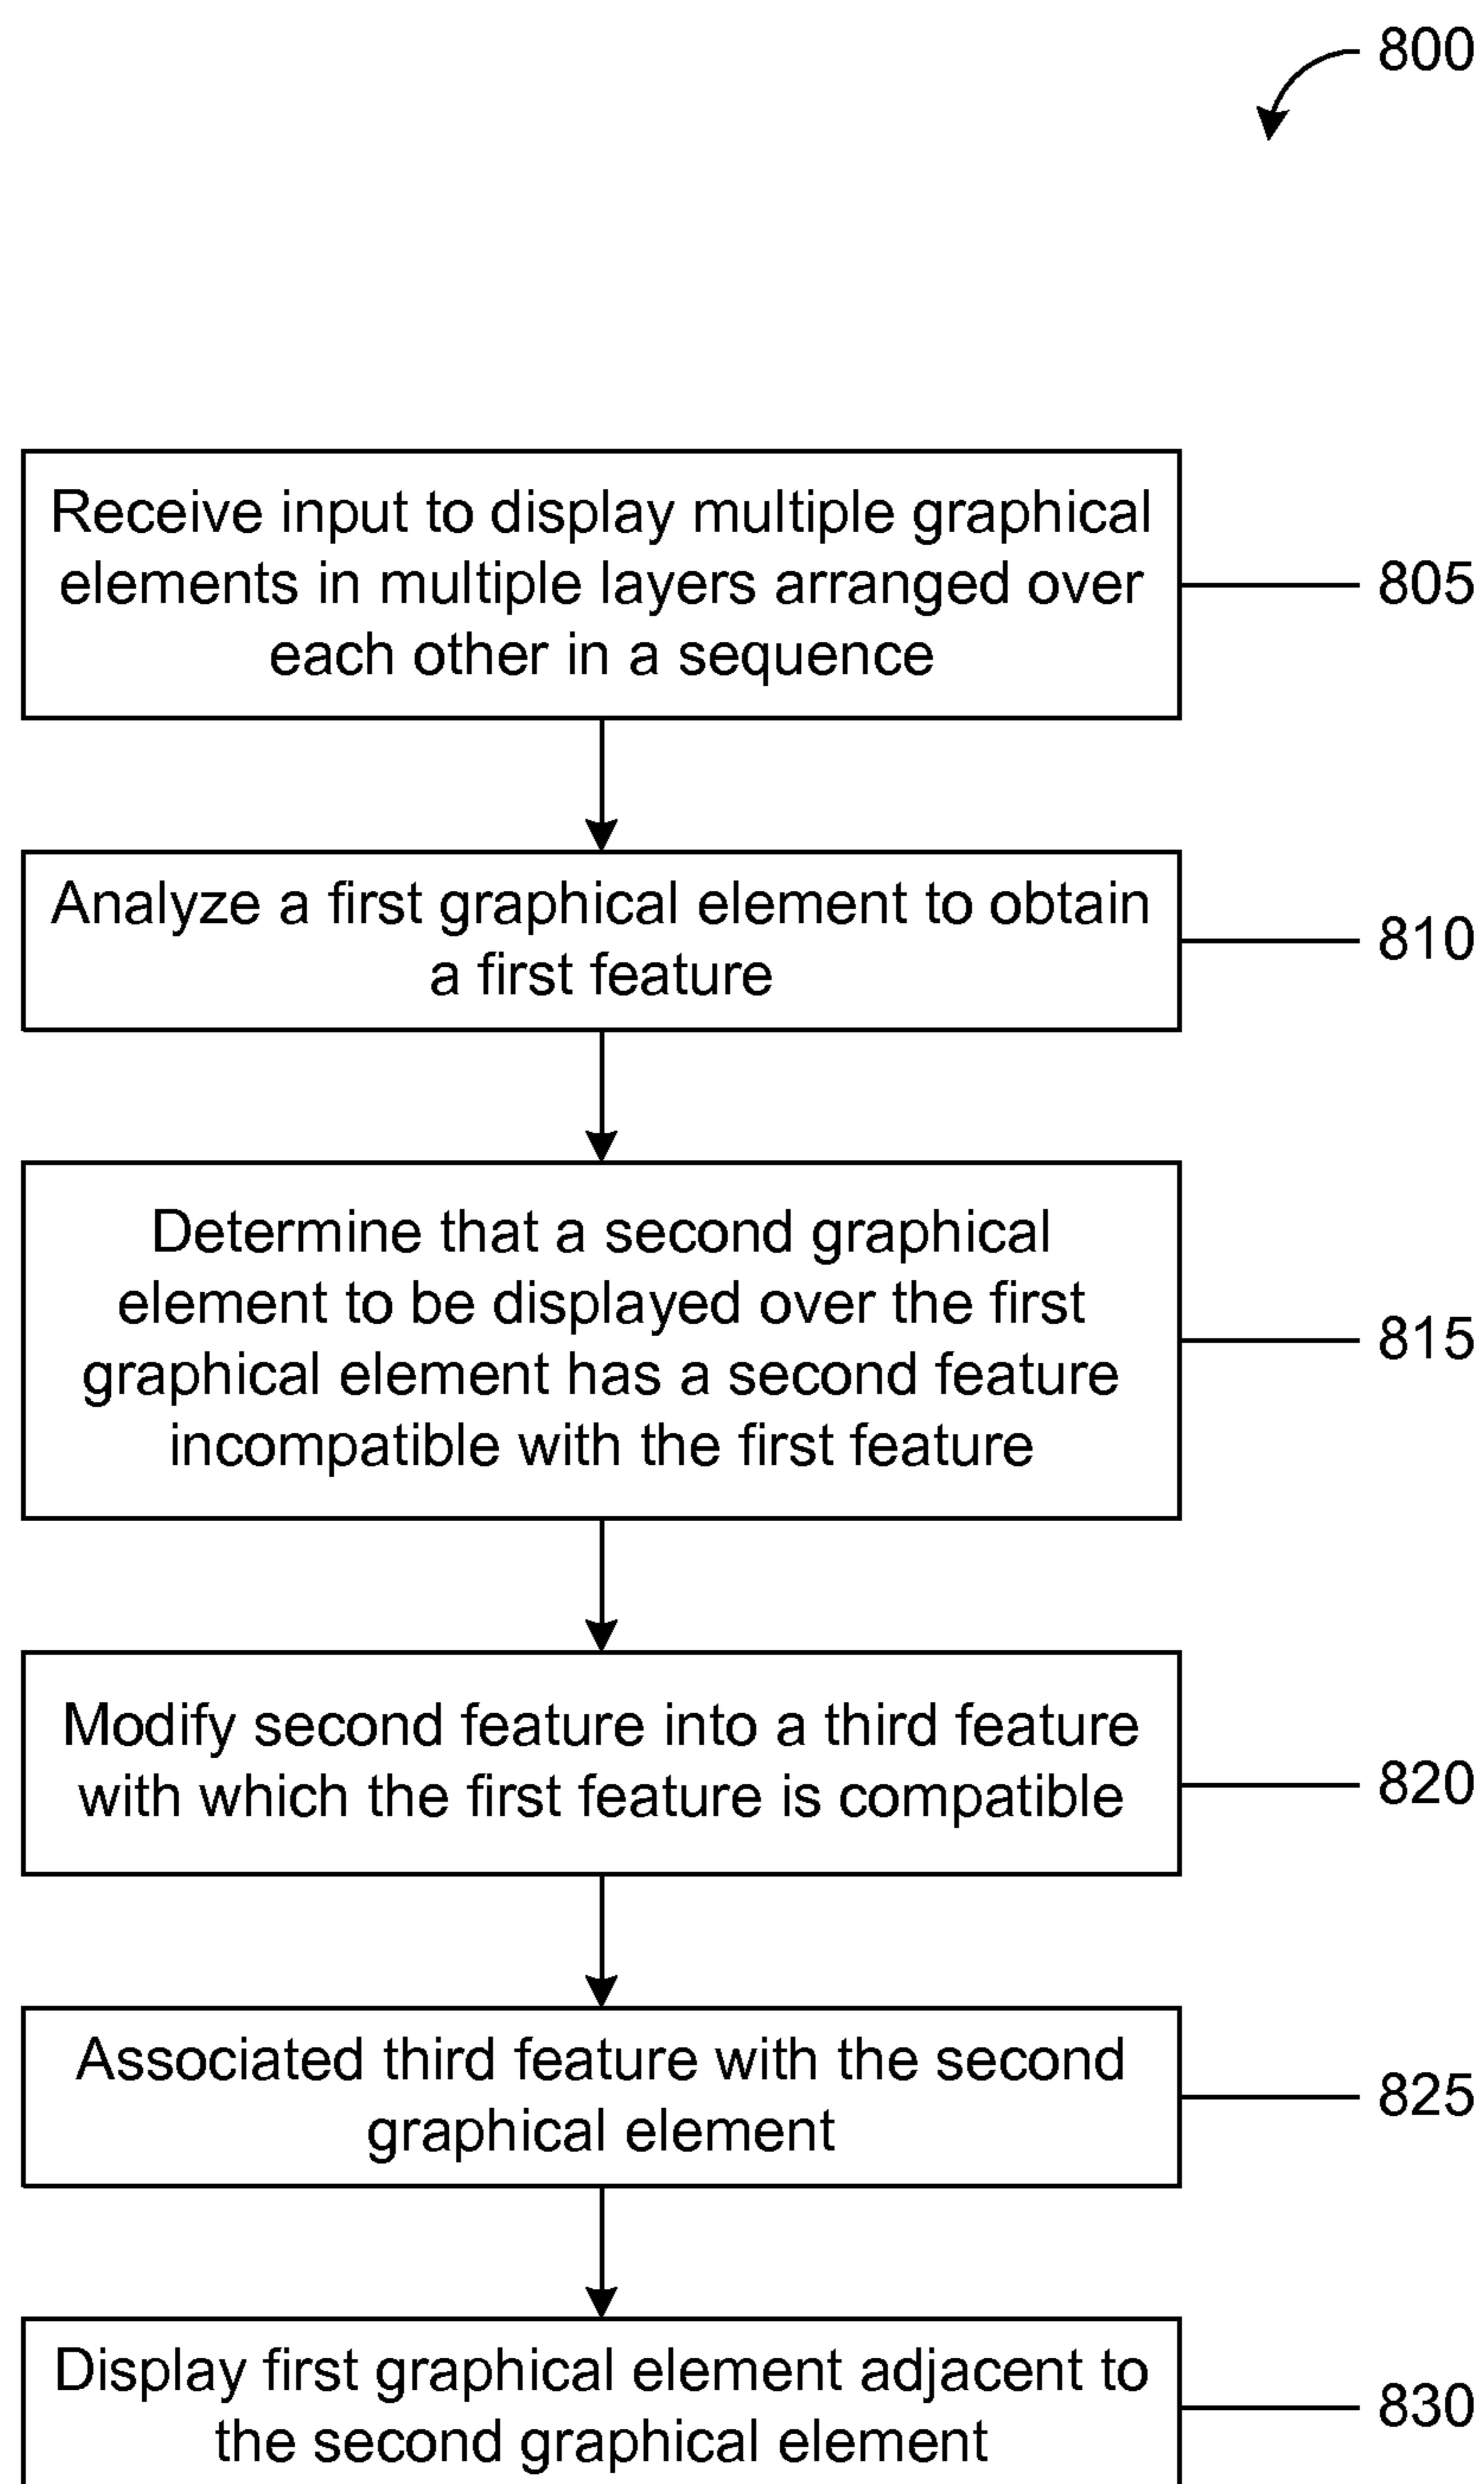 800
Receive input to display multiple graphical
elements in multiple layers arranged over
each other in a sequence
805
Analyze a first graphical element to obtain
a first feature
810
Determine that a second graphical
element to be displayed over the first
graphical element has a second feature
incompatible with the first feature
815
Modify second feature into a third feature
with which the first feature is compatible
820
Associated third feature with the second
graphical element
825
Display first graphical element adjacent to
the second graphical element
830